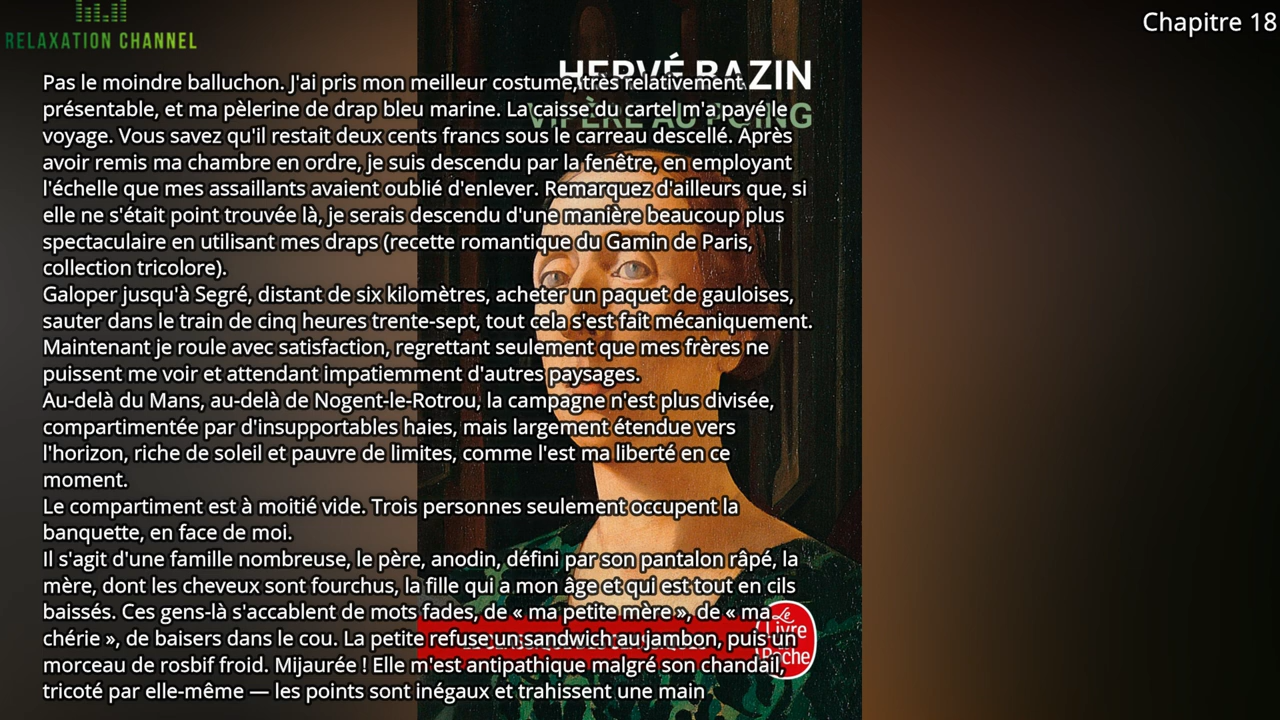 RELAXATION CHANNEL
Chapitre 18
HERVÉ BAZIN
VIPÈRE AU POING
Pas le moindre balluchon. J'ai pris mon meilleur costume, très relativement
présentable, et ma pèlerine de drap bleu marine. La caisse du cartel m'a payé le
voyage. Vous savez qu'il restait deux cents francs sous le carreau descellé. Après
avoir remis ma chambre en ordre, je suis descendu par la fenêtre, en employant
l'échelle que mes assaillants avaient oublié d'enlever. Remarquez d'ailleurs que, si
elle ne s'était point trouvée là, je serais descendu d'une manière beaucoup plus
spectaculaire en utilisant mes draps (recette romantique du Gamin de Paris,
collection tricolore).
Galoper jusqu'à Segré, distant de six kilomètres, acheter un paquet de gauloises,
sauter dans le train de cinq heures trente-sept, tout cela s'est fait mécaniquement.
Maintenant je roule avec satisfaction, regrettant seulement que mes frères ne
puissent me voir et attendant impatiemment d'autres paysages.
Au-delà du Mans, au-delà de Nogent-le-Rotrou, la campagne n'est plus divisée,
compartimentée par d'insupportables haies, mais largement étendue vers
l'horizon, riche de soleil et pauvre de limites, comme l'est ma liberté en ce
moment.
Le compartiment est à moitié vide. Trois personnes seulement occupent la
banquette, en face de moi.
Il s'agit d'une famille nombreuse, le père, anodin, défini par son pantalon râpé, la
mère, dont les cheveux sont fourchus, la fille qui a mon âge et qui est tout en cils
baissés. Ces gens-là s'accablent de mots fades, de « ma petite mère », de « ma
chérie », de baisers dans le cou. La petite refuse un sandwich au jambon, puis un
morceau de rosbif froid. Mijaurée ! Elle m'est antipathique malgré son chandail,
tricoté par elle-même — les points sont inégaux et trahissent une main
Le
Livre
Poche